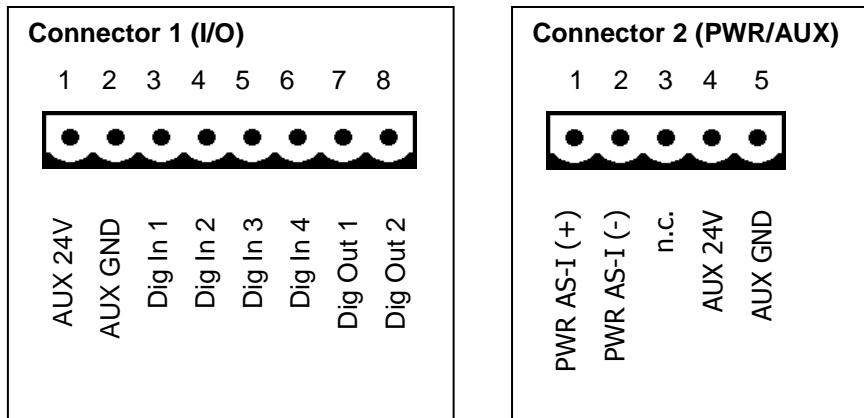 Connector 1 (I/O)
1 2 3 4 5 6 7 8
AUX 24V
AUX GND
Dig In 1
Dig In 2
Dig In 3
Dig In 4
Dig Out 1
Dig Out 2
Connector 2 (PWR/AUX)
1 2 3 4 5
PWR AS-I (+)
PWR AS-I (-)
n.c.
AUX 24V
AUX GND